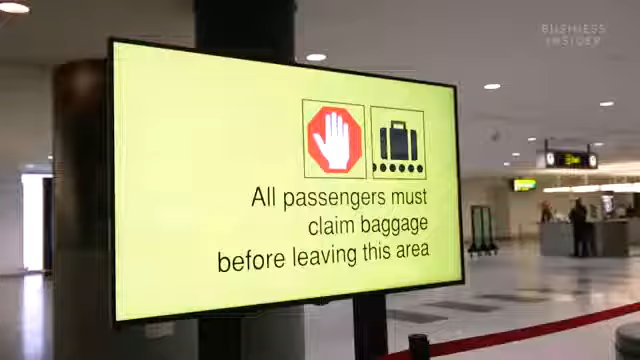 BUSINESS
INSIDER
All passengers must
claim baggage
before leaving this area